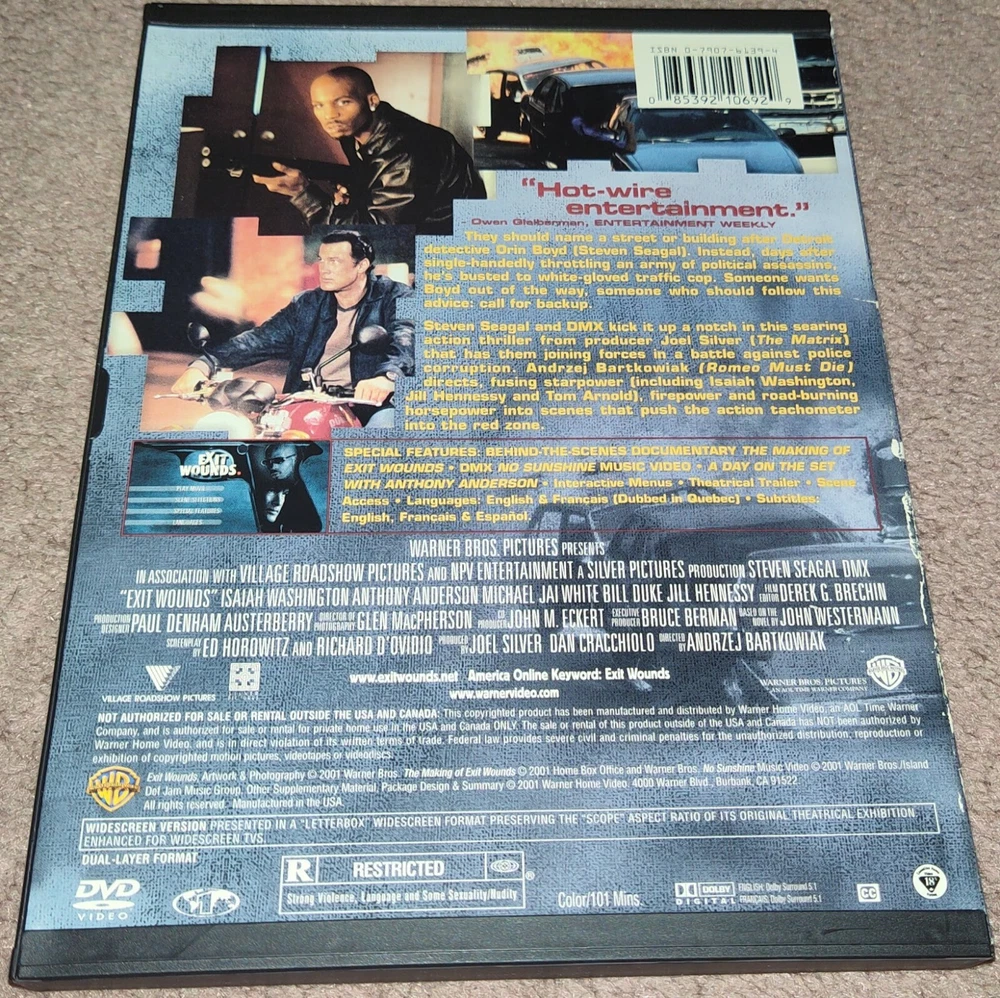 ISBN 0-7907-6139-4
0 85392 10692 9
"Hot-wire
entertainment."
Owen Gleiberman, ENTERTAINMENT WEEKLY
They should name a street or building after Detroit
detective Orin Boyd (Steven Seagal). Instead, days after
single-handedly throttling an army of political assassins,
he's busted to white-gloved traffic cop. Someone wants
Boyd out of the way, someone who should follow this
advice: call for backup.
Steven Seagal and DMX kick it up a notch in this searing
action thriller from producer Joel Silver (The Matrix)
that has them joining forces in a battle against police
corruption. Andrzej Bartkowiak (Romeo Must Die)
directs, fusing starpower (including Isaiah Washington,
Jill Hennessy and Tom Arnold), firepower and road-burning
horsepower into scenes that push the action tachometer
into the red zone.
EXIT
WOUNDS.
PLAY MOVIE
SCENE SELECTIONS
SPECIAL FEATURES
LANGUAGES
SPECIAL FEATURES: BEHIND-THE-SCENES DOCUMENTARY THE MAKING OF
EXIT WOUNDS • DMX NO SUNSHINE MUSIC VIDEO • A DAY ON THE SET
WITH ANTHONY ANDERSON • Interactive Menus • Theatrical Trailer • Scene
Access • Languages: English & Français (Dubbed in Quebec) • Subtitles:
English, Français & Español.
WARNER BROS. PICTURES PRESENTS
IN ASSOCIATION WITH VILLAGE ROADSHOW PICTURES AND NPV ENTERTAINMENT A SILVER PICTURES PRODUCTION STEVEN SEAGAL DMX
"EXIT WOUNDS" ISAIAH WASHINGTON ANTHONY ANDERSON MICHAEL JAI WHITE BILL DUKE JILL HENNESSY FILM EDITOR DEREK G. BRECHIN
PRODUCTION DESIGNER PAUL DENHAM AUSTERBERRY DIRECTOR OF PHOTOGRAPHY GLEN MacPHERSON CO PRODUCER JOHN M. ECKERT EXECUTIVE PRODUCER BRUCE BERMAN BASED ON THE NOVEL BY JOHN WESTERMANN
SCREENPLAY BY ED HOROWITZ AND RICHARD D'OVIDIO PRODUCED BY JOEL SILVER DAN CRACCHIOLO DIRECTED BY ANDRZEJ BARTKOWIAK
VILLAGE ROADSHOW PICTURES
www.exitwounds.net America Online Keyword: Exit Wounds
www.warnervideo.com
WARNER BROS. PICTURES
AN AOL TIME WARNER COMPANY
NOT AUTHORIZED FOR SALE OR RENTAL OUTSIDE THE USA AND CANADA: This copyrighted product has been manufactured and distributed by Warner Home Video, an AOL Time Warner
Company, and is authorized for sale or rental for private home use in the USA and Canada ONLY. The sale or rental of this product outside of the USA and Canada has NOT been authorized by
Warner Home Video, and is in direct violation of its written terms of trade. Federal law provides severe civil and criminal penalties for the unauthorized distribution, reproduction or
exhibition of copyrighted motion pictures, videotapes or videodiscs.
Exit Wounds, Artwork & Photography © 2001 Warner Bros. The Making of Exit Wounds © 2001 Home Box Office and Warner Bros. No Sunshine Music Video © 2001 Warner Bros./Island
Def Jam Music Group. Other Supplementary Material, Package Design & Summary © 2001 Warner Home Video. 4000 Warner Blvd., Burbank, CA 91522.
All rights reserved. Manufactured in the USA.
WIDESCREEN VERSION PRESENTED IN A "LETTERBOX" WIDESCREEN FORMAT PRESERVING THE "SCOPE" ASPECT RATIO OF ITS ORIGINAL THEATRICAL EXHIBITION.
ENHANCED FOR WIDESCREEN TVS.
DUAL-LAYER FORMAT
DVD
VIDEO
R RESTRICTED ®
Strong Violence, Language and Some Sexuality/Nudity
Color/101 Mins.
DOLBY
DIGITAL
ENGLISH: Dolby Surround 5.1
FRANÇAIS: Dolby Surround 5.1
CC
18